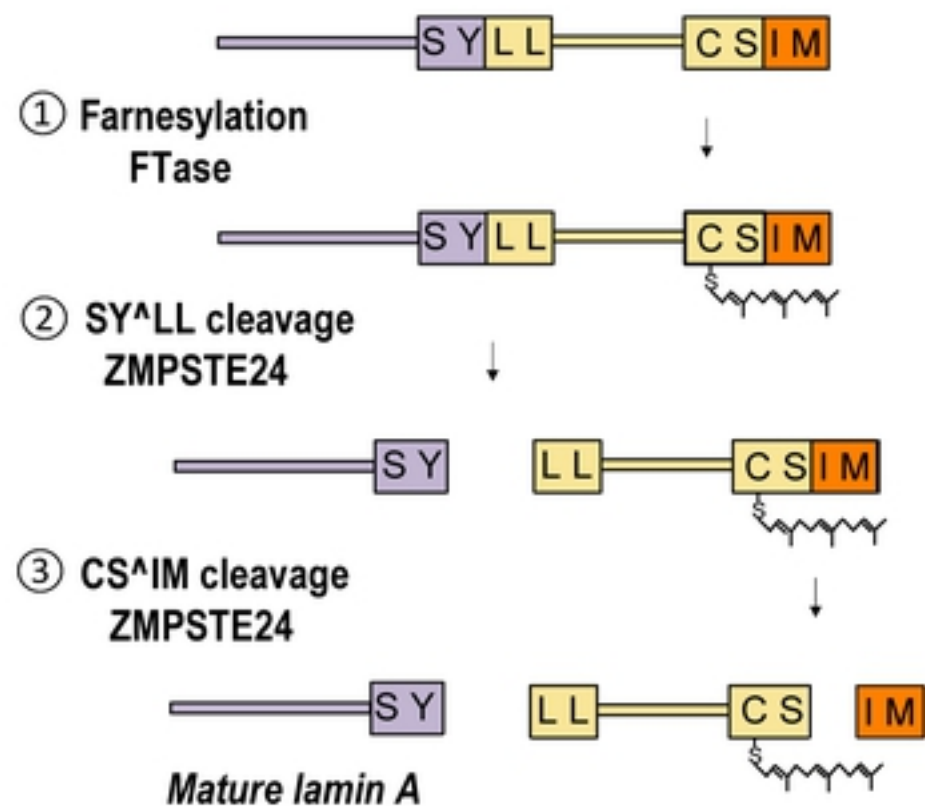 S Y L L C S I M
① Farnesylation
FTase
S Y L L C S I M
S
② SY^LL cleavage
ZMPSTE24
S Y L L C S I M
S
③ CS^IM cleavage
ZMPSTE24
S Y L L C S I M
S
Mature lamin A